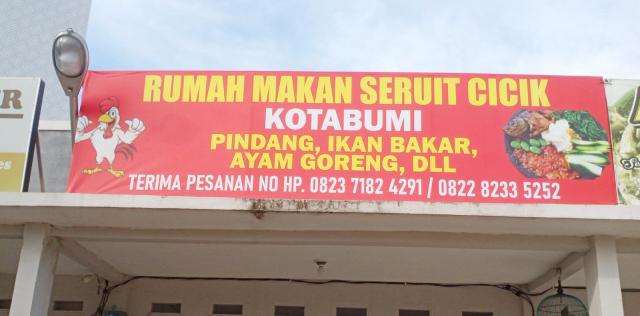 RUMAH MAKAN SERUIT CICIK
KOTABUMI
PINDANG, IKAN BAKAR,
AYAM GORENG, DLL
TERIMA PESANAN NO HP. 0823 7182 4291 / 0822 8233 5252